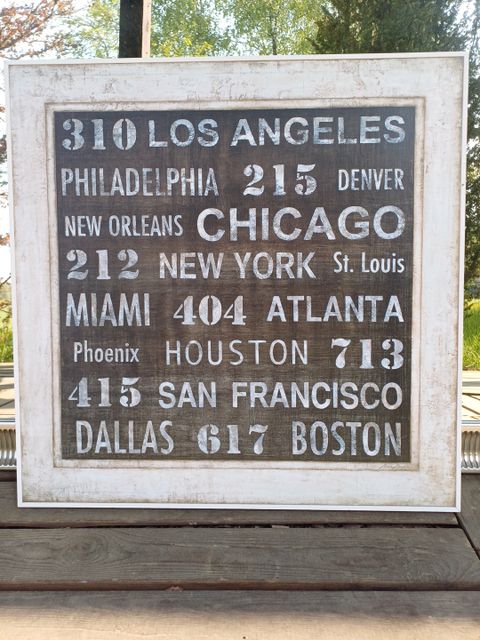 310 LOS ANGELES
PHILADELPHIA 215 DENVER
NEW ORLEANS CHICAGO
212 NEW YORK St. Louis
MIAMI 404 ATLANTA
Phoenix HOUSTON 713
415 SAN FRANCISCO
DALLAS 617 BOSTON